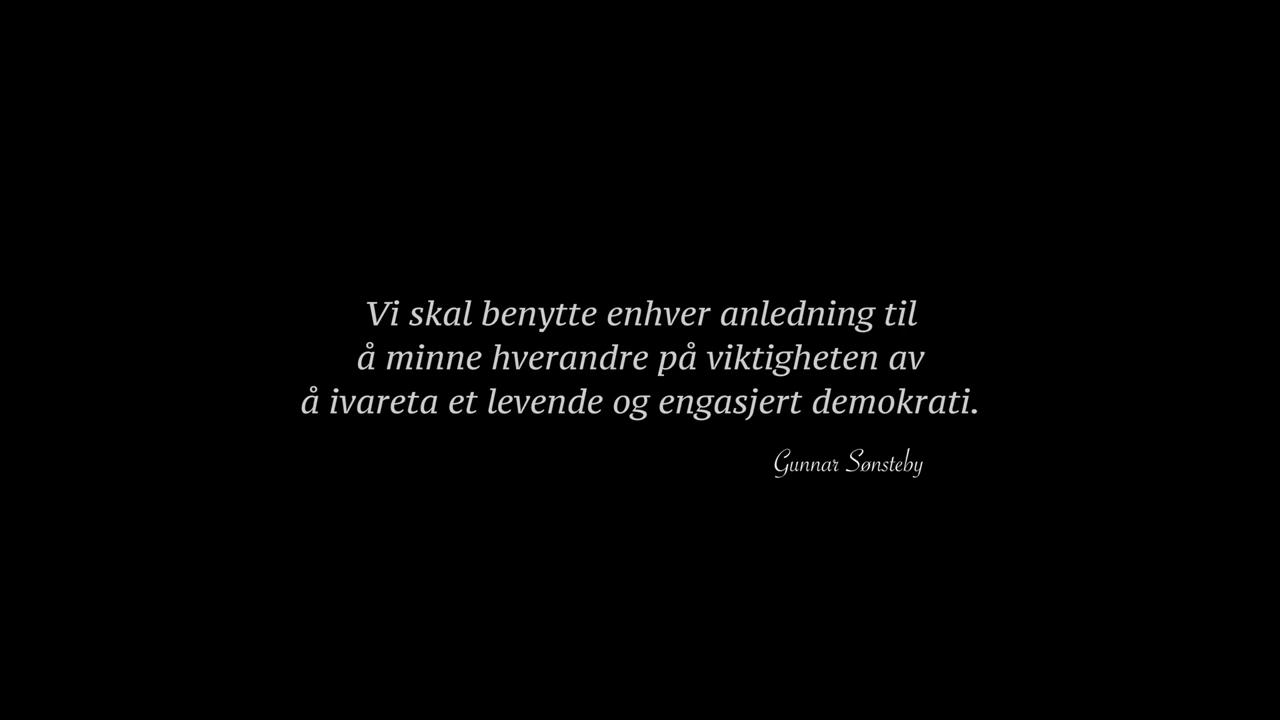 Vi skal benytte enhver anledning til
å minne hverandre på viktigheten av
å ivareta et levende og engasjert demokrati.
Gunnar Sønsteby